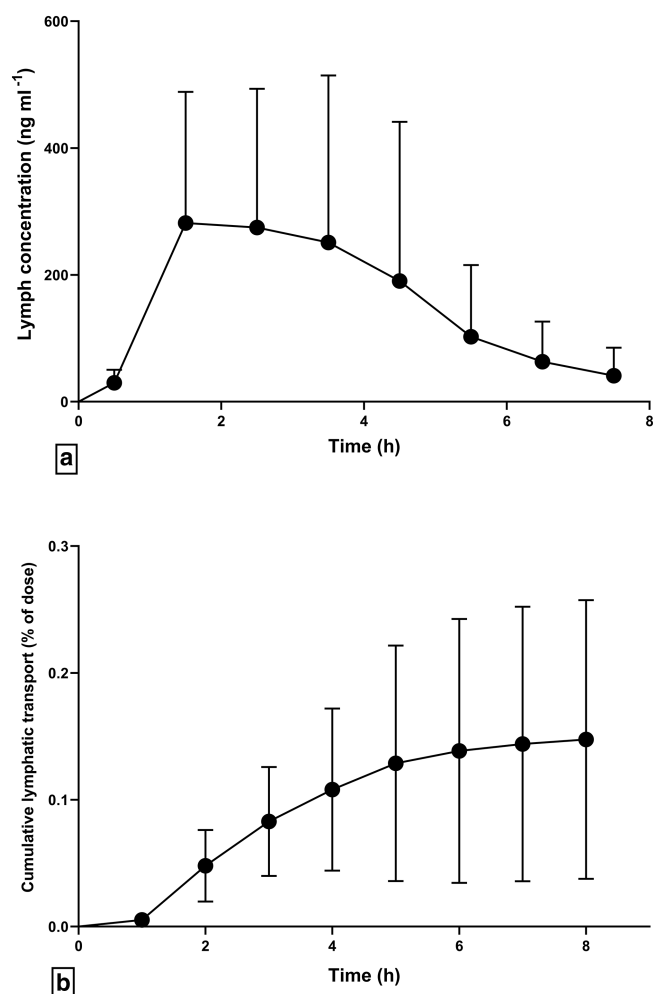 600
400
200
0
Lymph concentration (ng ml⁻¹)
0 2 4 6 8
Time (h)
a
0.3
0.2
0.1
0.0
Cumulative lymphatic transport (% of dose)
0 2 4 6 8
Time (h)
b